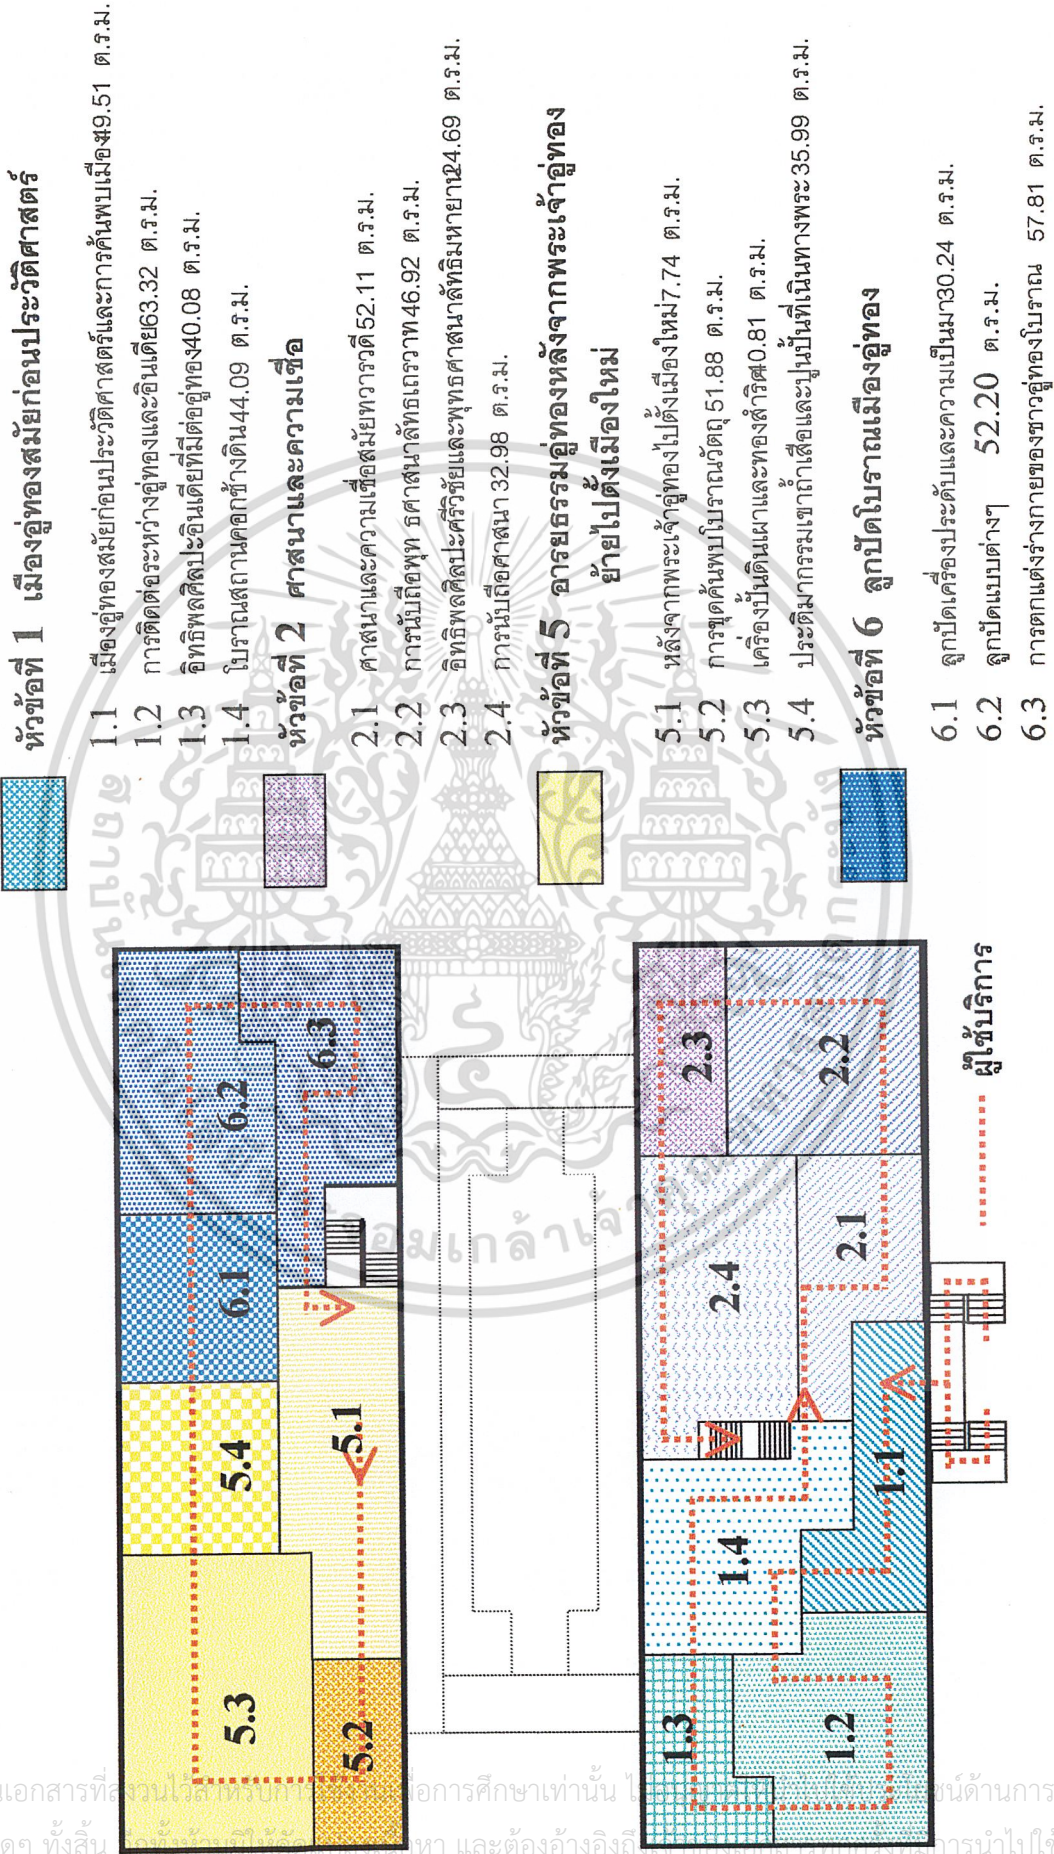 หัวข้อที่ 1 เมืองอู่ทองสมัยก่อนประวัติศาสตร์
1.1 เมืองอู่ทองสมัยก่อนประวัติศาสตร์และการค้นพบเมือง49.51 ต.ร.ม.
1.2 การติดต่อระหว่างอู่ทองและอินเดีย63.32 ต.ร.ม.
1.3 อิทธิพลศิลปะอินเดียที่มีต่ออู่ทอง40.08 ต.ร.ม.
1.4 โบราณสถานคอกช้างดิน44.09 ต.ร.ม.
หัวข้อที่ 2 ศาสนาและความเชื่อ
2.1 ศาสนาและความเชื่อสมัยทวารวดี52.11 ต.ร.ม.
2.2 การนับถือพุท ธศาสนาลัทธเถรวาท46.92 ต.ร.ม.
2.3 อิทธิพลศิลปะศรีวิชัยและพุทธศาสนาลัทธิมหายาน24.69 ต.ร.ม.
2.4 การนับถือศาสนา 32.98 ต.ร.ม.
หัวข้อที่ 5 อารยธรรมอู่ทองหลังจากพระเจ้าอู่ทอง
ย้ายไปตั้งเมืองใหม่
5.1 หลังจากพระเจ้าอู่ทองไปตั้งเมืองใหม่7.74 ต.ร.ม.
5.2 การขุดค้นพบโบราณวัตถุ 51.88 ต.ร.ม.
5.3 เครื่องปั้นดินเผาและทองสำริด40.81 ต.ร.ม.
5.4 ประติมากรรมเขาถ้ำเสือและปูนปั้นที่เนินทางพระ 35.99 ต.ร.ม.
หัวข้อที่ 6 ลูกปัดโบราณเมืองอู่ทอง
6.1 ลูกปัดเครื่องประดับและความเป็นมา30.24 ต.ร.ม.
6.2 ลูกปัดแบบต่างๆ 52.20 ต.ร.ม.
6.3 การตกแต่งร่างกายของชาวอู่ทองโบราณ 57.81 ต.ร.ม.
5.3
5.4
6.1
6.2
5.2
5.1
6.3
1.3
1.4
2.4
2.3
1.2
1.1
2.1
2.2
ผู้ใช้บริการ